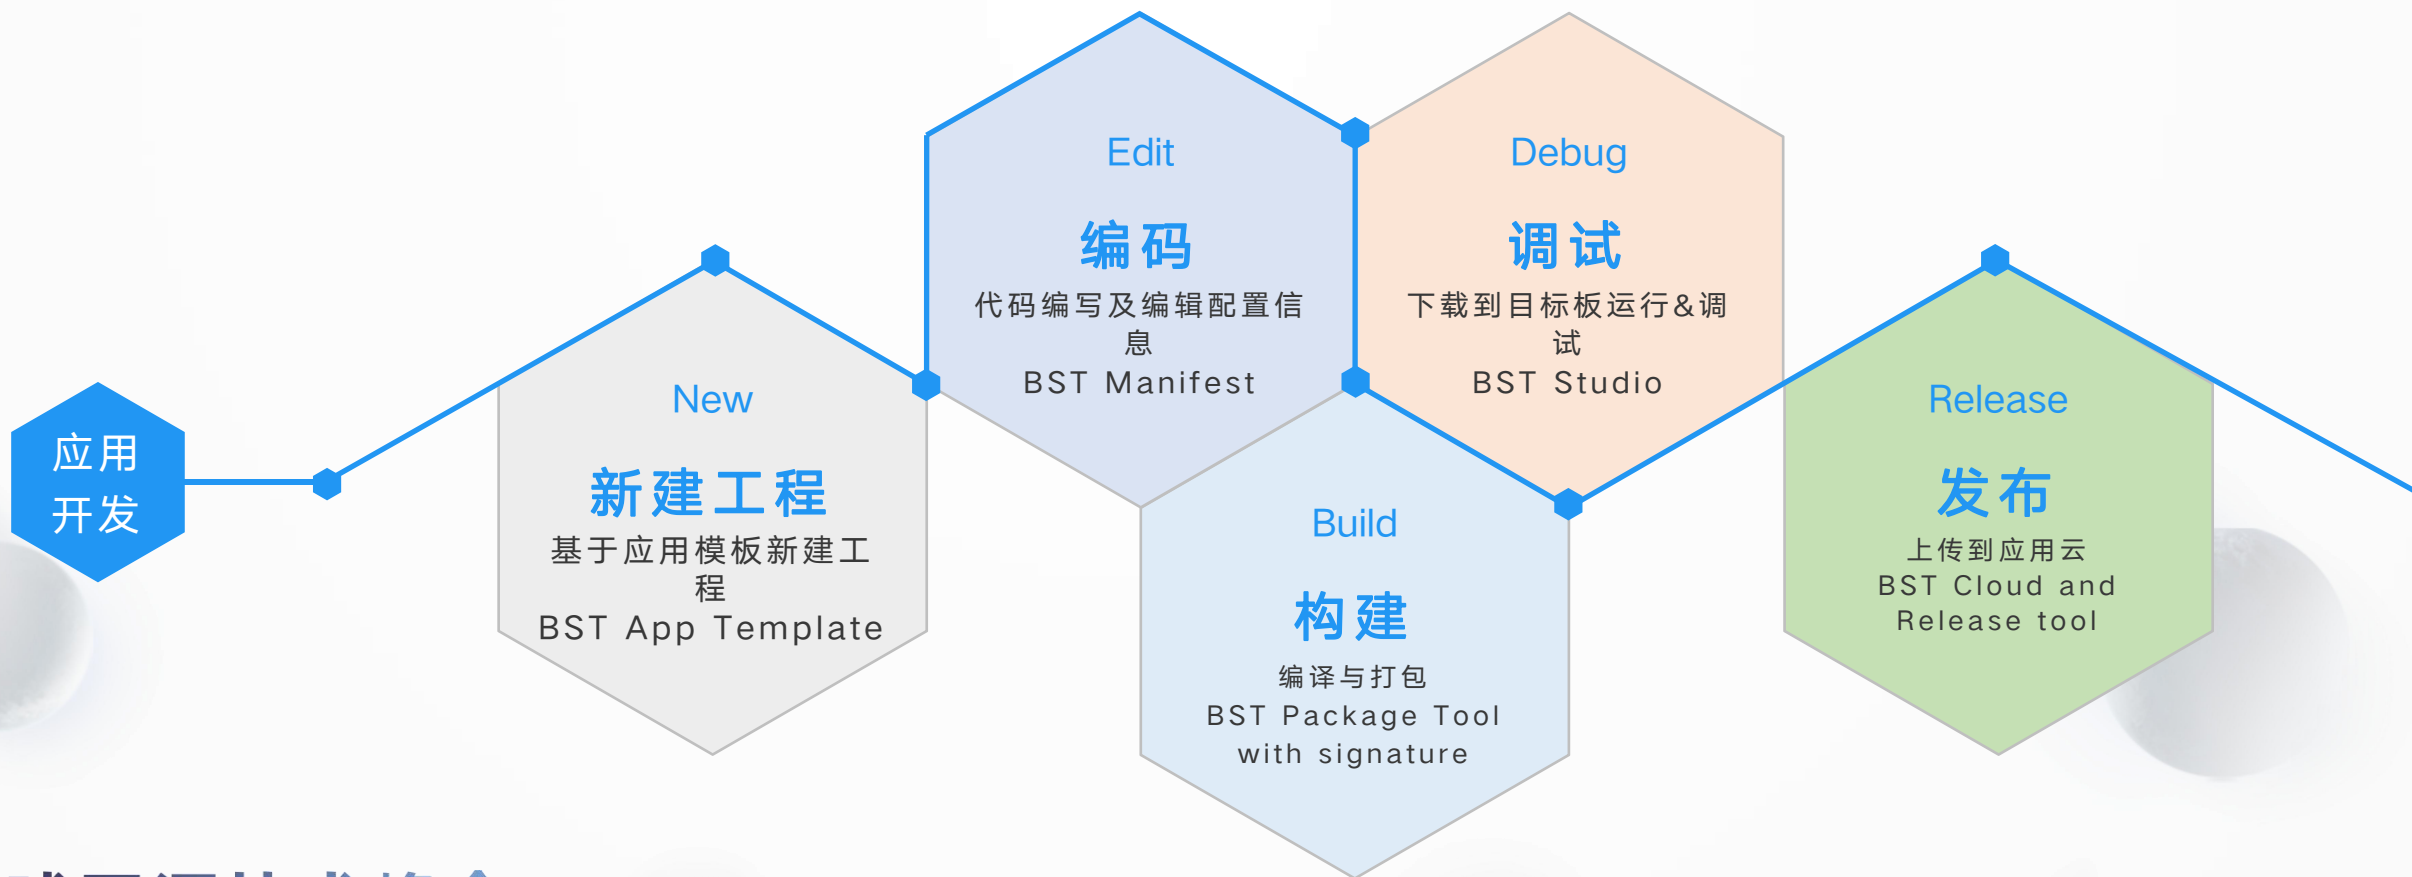 应用
开发
New
新建工程
基于应用模板新建工
程
BST App Template
Edit
编码
代码编写及编辑配置信
息
BST Manifest
Build
构建
编译与打包
BST Package Tool
with signature
Debug
调试
下载到目标板运行&调
试
BST Studio
Release
发布
上传到应用云
BST Cloud and
Release tool